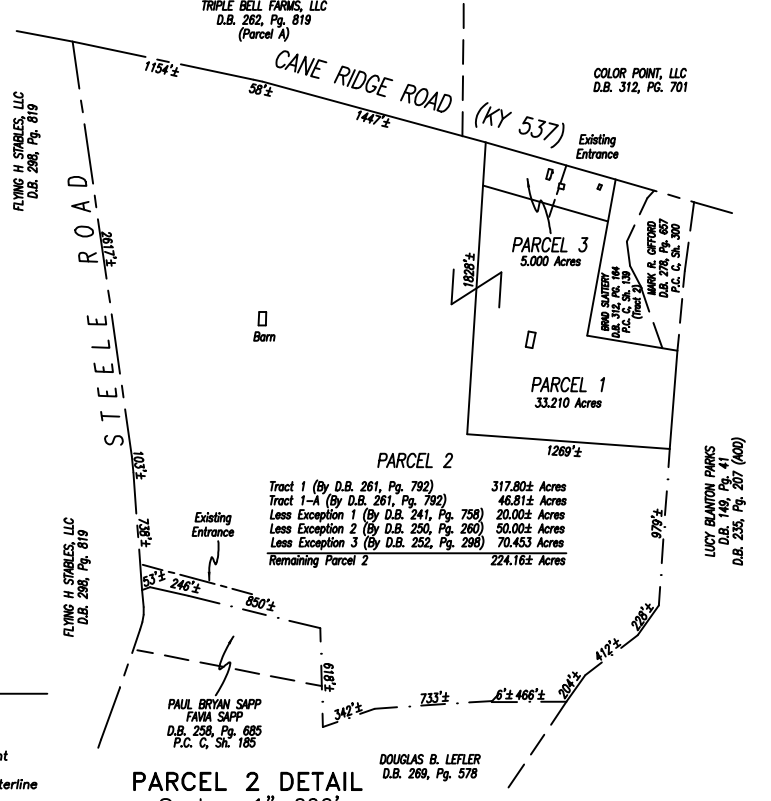 TRIPLE BELL FARMS, LLC
D.B. 262, Pg. 819
(Parcel A)
COLOR POINT, LLC
D.B. 312, PG. 701
CANE RIDGE ROAD (KY 537)
1154'±
58'±
1447'±
Existing
Entrance
FLYING H STABLES, LLC
D.B. 298, Pg. 819
STEELE ROAD
2617'±
1828'±
PARCEL 3
5.000 Acres
BRAD SLATTERY
D.B. 312, PG. 164
P.C. C, Sh. 139
(Tract 2)
MARK R. GIFFORD
D.B. 278, Pg. 657
P.C. C, Sh. 300
Barn
PARCEL 1
33.210 Acres
1269'±
PARCEL 2
Tract 1 (By D.B. 261, Pg. 792) 317.80± Acres
Tract 1-A (By D.B. 261, Pg. 792) 46.81± Acres
Less Exception 1 (By D.B. 241, Pg. 758) 20.00± Acres
Less Exception 2 (By D.B. 250, Pg. 260) 50.00± Acres
Less Exception 3 (By D.B. 252, Pg. 298) 70.453 Acres
Remaining Parcel 2 224.16± Acres
LUCY BLANTON PARKS
D.B. 149, Pg. 41
D.B. 235, Pg. 207 (AOD)
103'±
738'±
Existing
Entrance
979'±
FLYING H STABLES, LLC
D.B. 298, Pg. 819
53'±
246'±
850'±
618'±
228'±
412'±
204'±
342'±
733'±
6'±
466'±
PAUL BRYAN SAPP
FAVIA SAPP
D.B. 258, Pg. 685
P.C. C, Sh. 185
DOUGLAS B. LEFLER
D.B. 269, Pg. 578
nt
terline
PARCEL 2 DETAIL